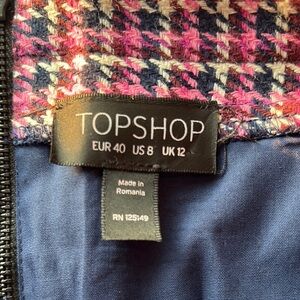 TOPSHOP
EUR 40 US 8 UK 12
Made in
Romania
RN 125149